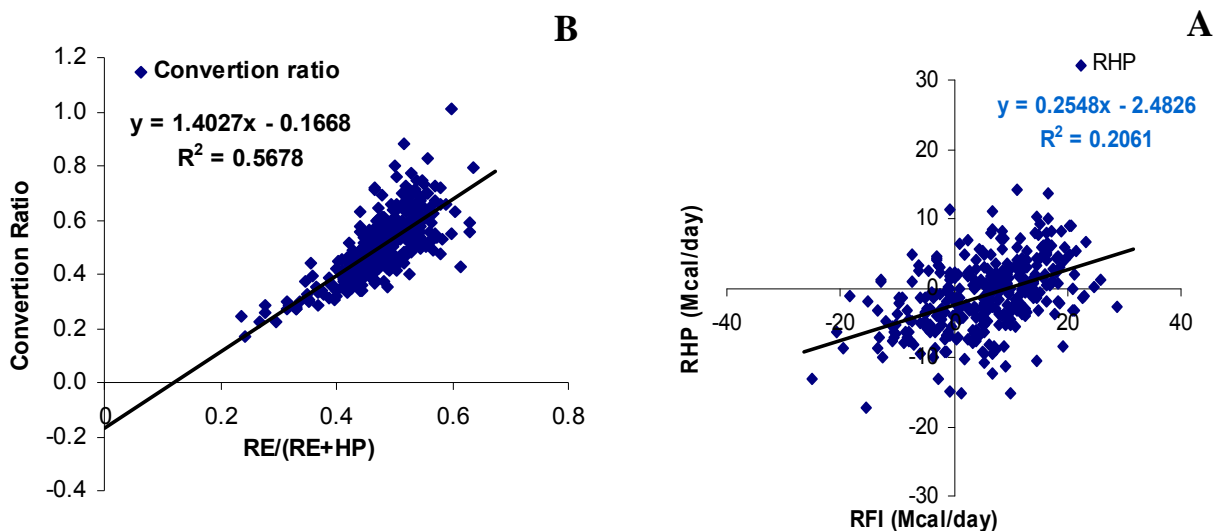 B
Convertion ratio
y = 1.4027x - 0.1668
R² = 0.5678
1.2
1.0
0.8
0.6
0.4
0.2
0.0
-0.2
-0.4
0
0.2
0.4
0.6
0.8
Convertion Ratio
RE/(RE+HP)
A
RHP
y = 0.2548x - 2.4826
R² = 0.2061
30
20
10
0
-10
-20
-30
-40
-20
0
20
40
RHP (Mcal/day)
RFI (Mcal/day)